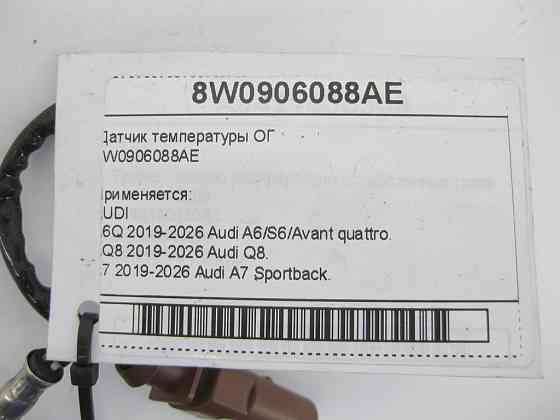 8W0906088AE
Датчик температуры ОГ
W0906088AE
рименяется:
UDI
6Q 2019-2026 Audi A6/S6/Avant quattro.
Q8 2019-2026 Audi Q8.
7 2019-2026 Audi A7 Sportback.